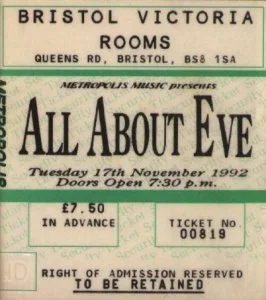 BRISTOL VICTORIA
ROOMS
QUEENS RD, BRISTOL, BS8 1SA
METROPOLIS MUSIC presents
ALL ABOUT EVE
Tuesday 17th November 1992
Doors Open 7:30 p.m.
£7.50
IN ADVANCE
TICKET No.
00819
RIGHT OF ADMISSION RESERVED
TO BE RETAINED
METROPOLIS